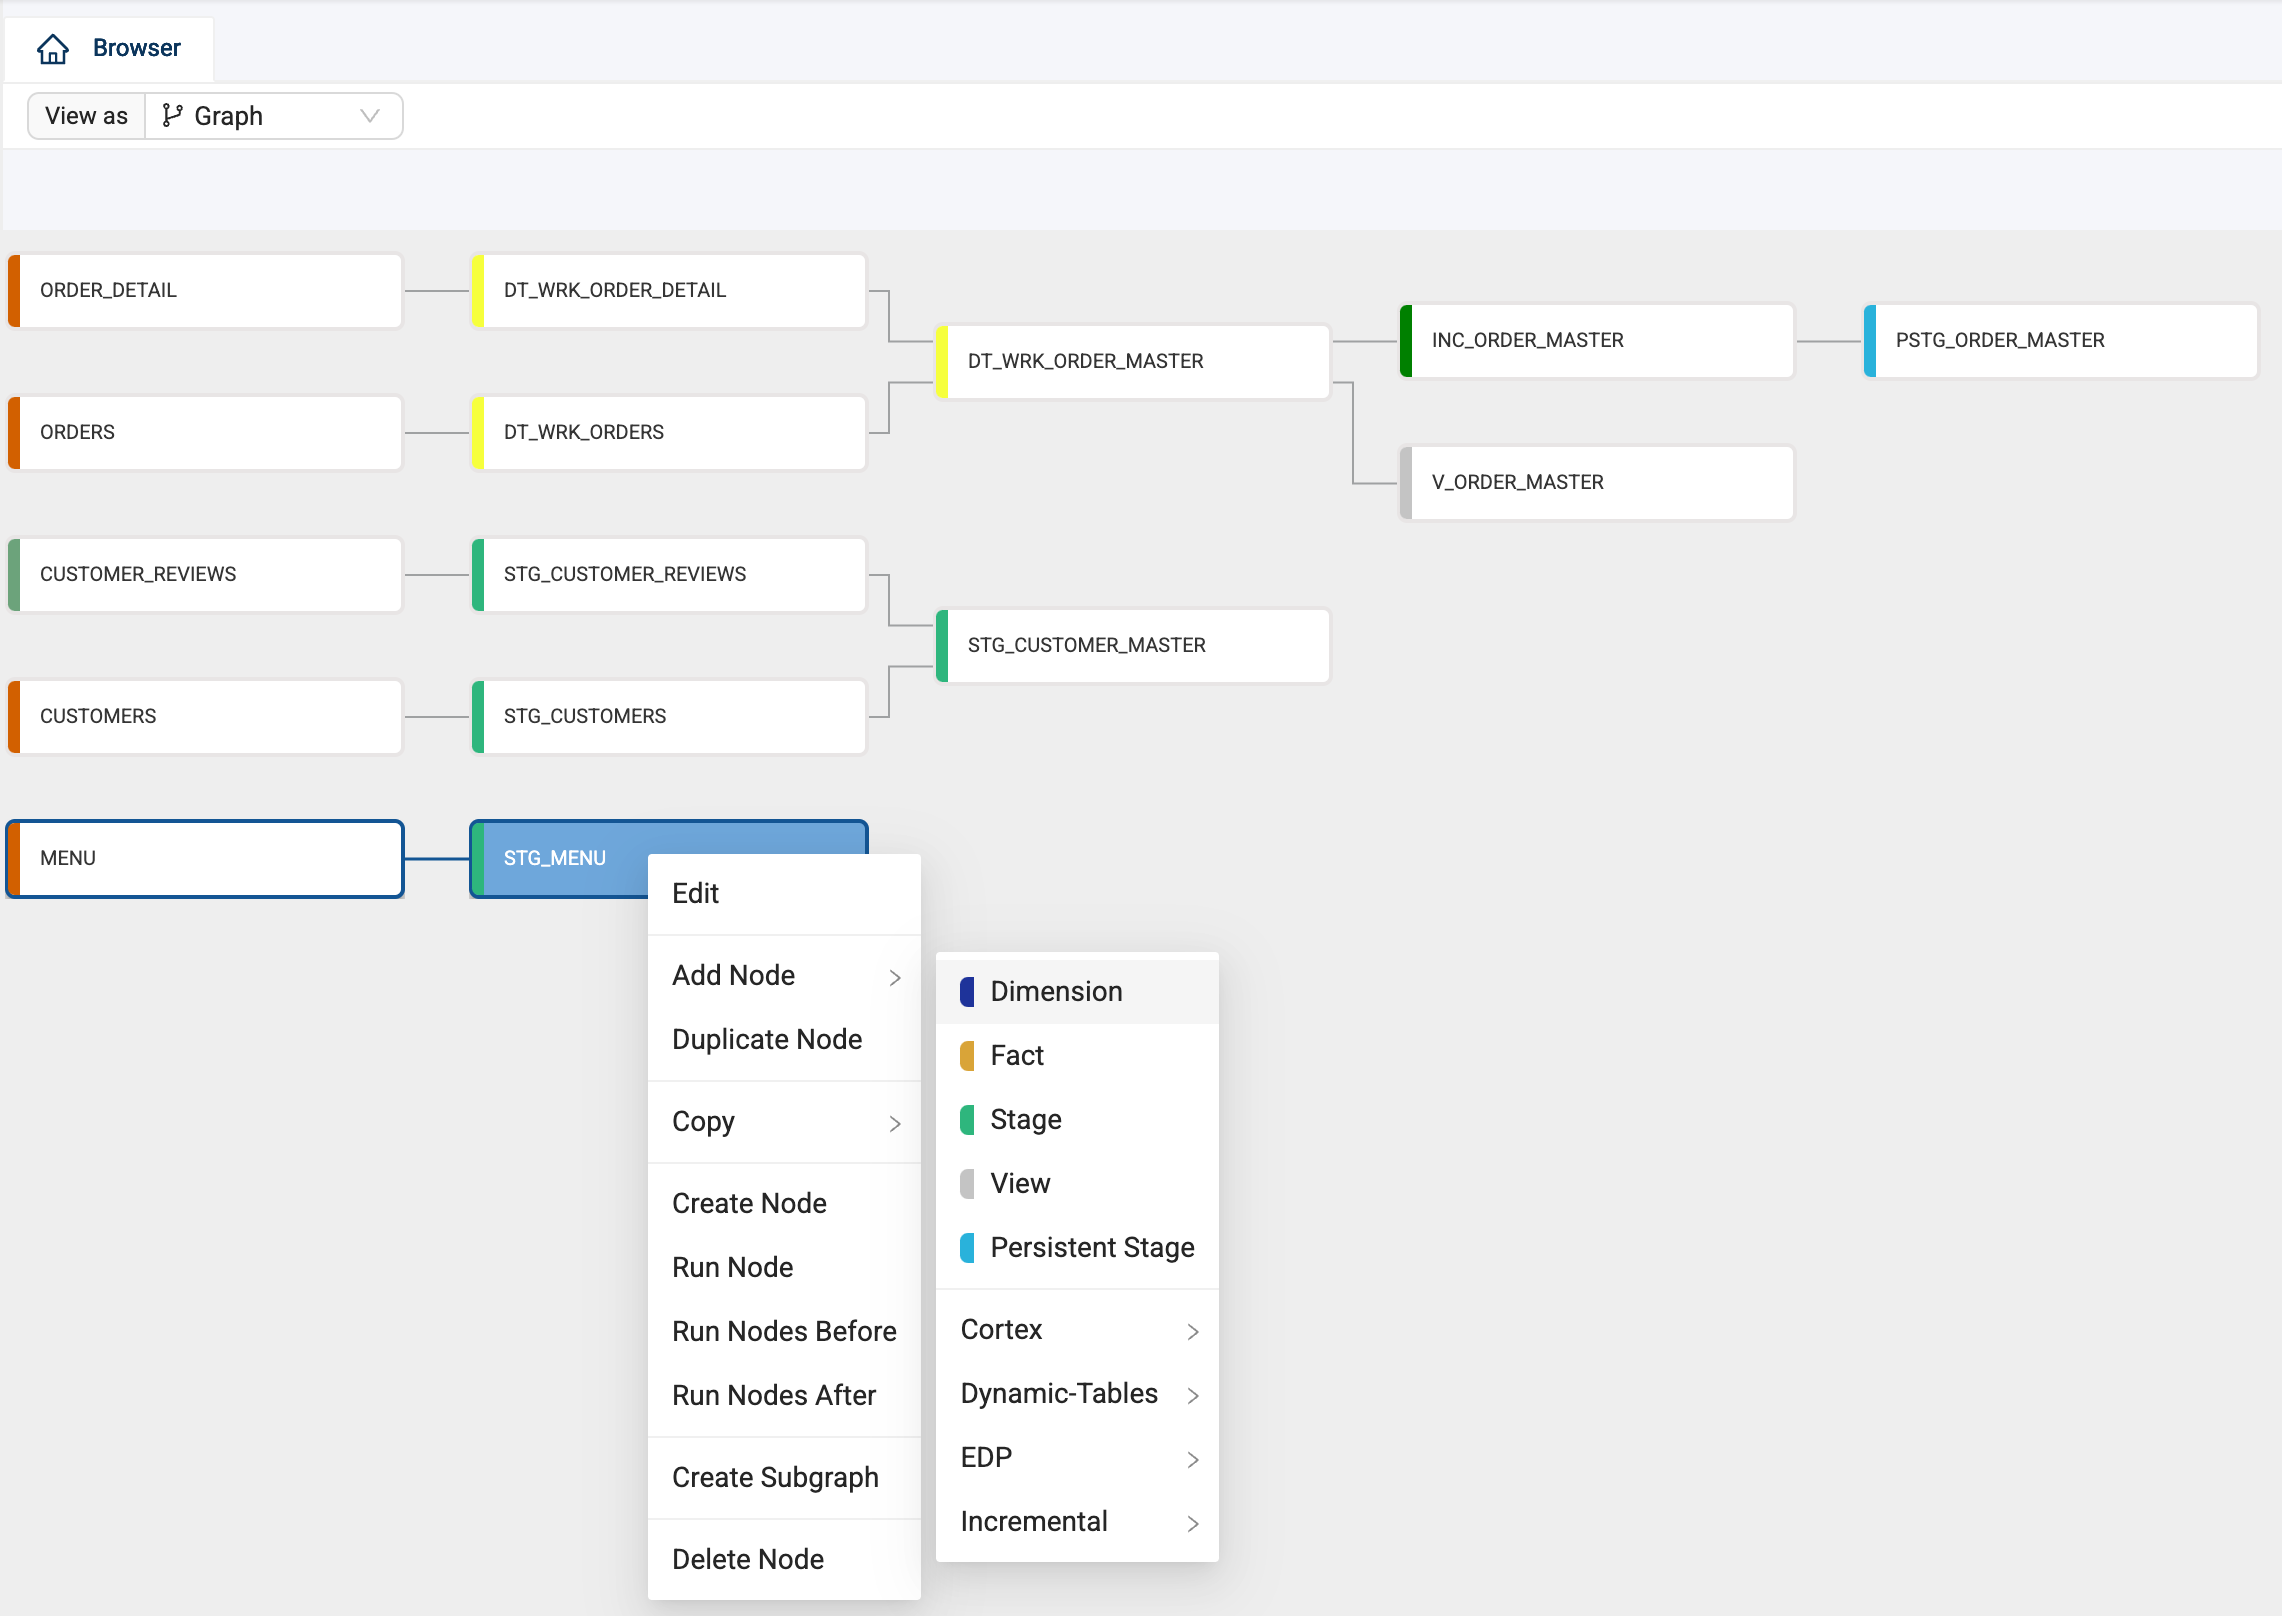 Browser
View as
Graph
ORDER_DETAIL
DT_WRK_ORDER_DETAIL
DT_WRK_ORDER_MASTER
INC_ORDER_MASTER
PSTG_ORDER_MASTER
ORDERS
DT_WRK_ORDERS
V_ORDER_MASTER
CUSTOMER_REVIEWS
STG_CUSTOMER_REVIEWS
STG_CUSTOMER_MASTER
CUSTOMERS
STG_CUSTOMERS
MENU
STG_MENU
Edit
Add Node
Duplicate Node
Copy
Create Node
Run Node
Run Nodes Before
Run Nodes After
Create Subgraph
Delete Node
Dimension
Fact
Stage
View
Persistent Stage
Cortex
Dynamic-Tables
EDP
Incremental